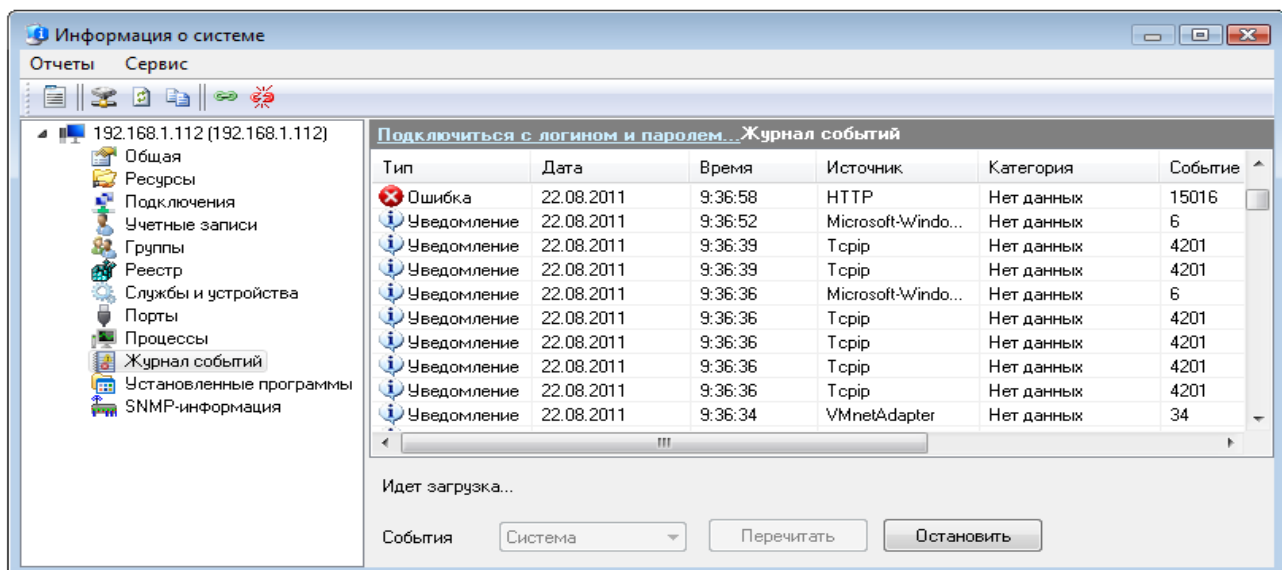 Информация о системе
Отчеты Сервис
192.168.1.112 (192.168.1.112)
Общая
Ресурсы
Подключения
Учетные записи
Группы
Реестр
Службы и устройства
Порты
Процессы
Журнал событий
Установленные программы
SNMP-информация
Подключиться с логином и паролем...Журнал событий
Тип Дата Время Источник Категория Событие
Ошибка 22.08.2011 9:36:58 HTTP Нет данных 15016
Уведомление 22.08.2011 9:36:52 Microsoft-Windo... Нет данных 6
Уведомление 22.08.2011 9:36:39 Tcpip Нет данных 4201
Уведомление 22.08.2011 9:36:39 Tcpip Нет данных 4201
Уведомление 22.08.2011 9:36:36 Microsoft-Windo... Нет данных 6
Уведомление 22.08.2011 9:36:36 Tcpip Нет данных 4201
Уведомление 22.08.2011 9:36:36 Tcpip Нет данных 4201
Уведомление 22.08.2011 9:36:36 Tcpip Нет данных 4201
Уведомление 22.08.2011 9:36:36 Tcpip Нет данных 4201
Уведомление 22.08.2011 9:36:34 VMnetAdapter Нет данных 34
Идет загрузка...
События Система Перечитать Остановить